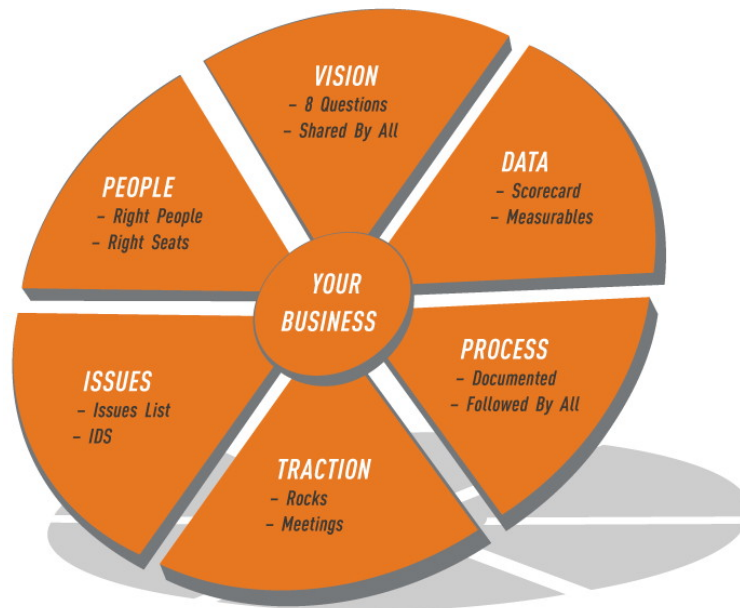 VISION
– 8 Questions
– Shared By All
DATA
– Scorecard
– Measurables
PEOPLE
– Right People
– Right Seats
YOUR
BUSINESS
PROCESS
– Documented
– Followed By All
ISSUES
– Issues List
– IDS
TRACTION
– Rocks
– Meetings